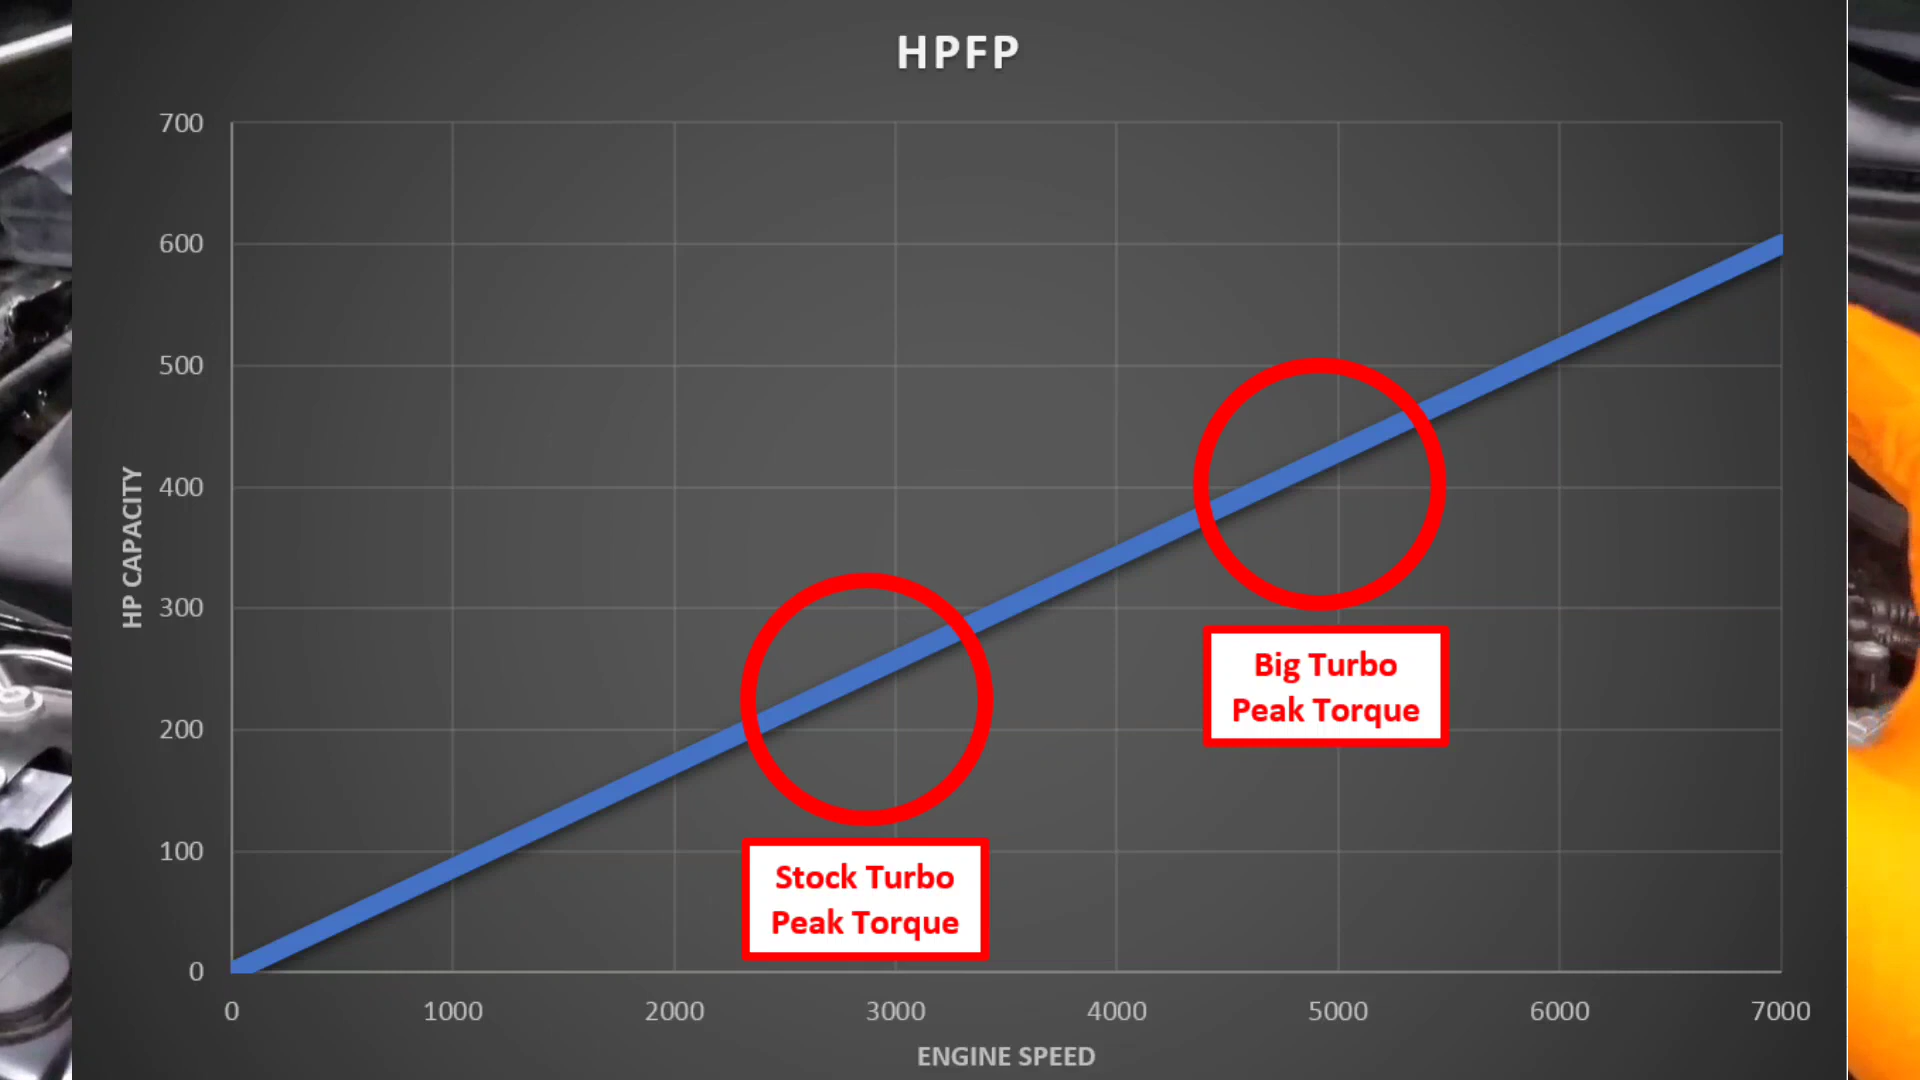 HPFP
700
600
500
400
300
200
100
0
HP CAPACITY
Big Turbo
Peak Torque
Stock Turbo
Peak Torque
0 1000 2000 3000 4000 5000 6000 7000
ENGINE SPEED